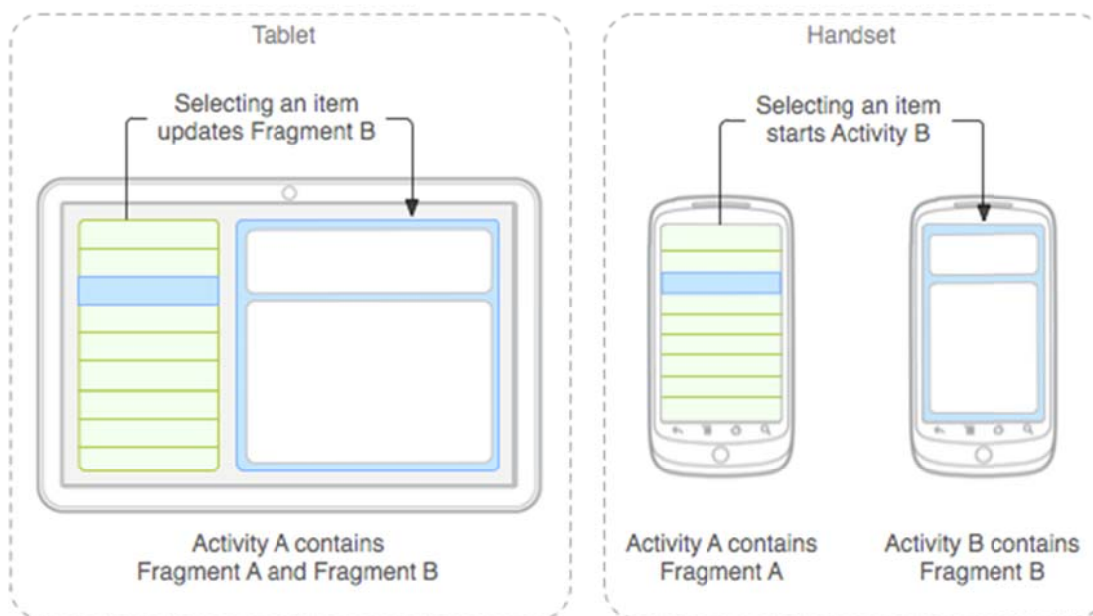 Tablet
Selecting an item
updates Fragment B
Activity A contains
Fragment A and Fragment B
Handset
Selecting an item
starts Activity B
Activity A contains
Fragment A
Activity B contains
Fragment B